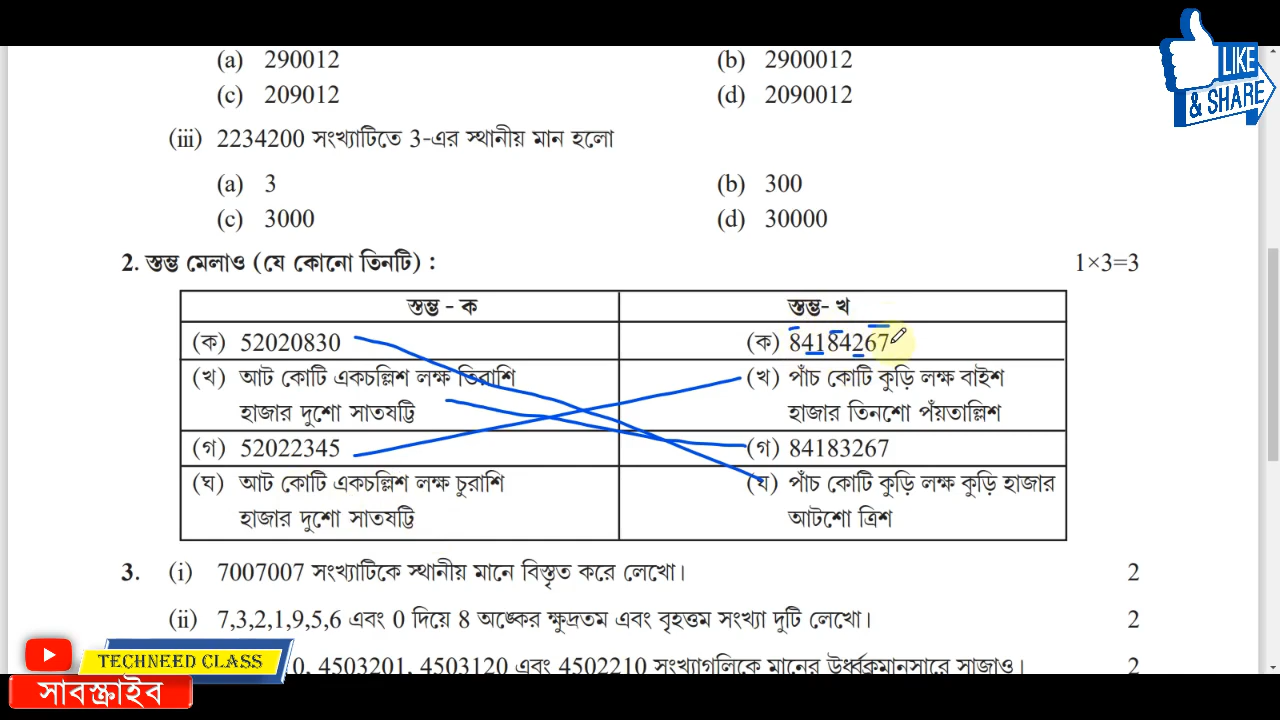 (a) 290012 (b) 2900012
(c) 209012 (d) 2090012
LIKE
& SHARE
(iii) 2234200 সংখ্যাটিতে 3-এর স্থানীয় মান হলো
(a) 3 (b) 300
(c) 3000 (d) 30000
2. স্তম্ভ মেলাও (যে কোনো তিনটি) : 1×3=3
স্তম্ভ - ক স্তম্ভ- খ
(ক) 52020830 (ক) 84184267
(খ) আট কোটি একচল্লিশ লক্ষ তিরাশি (খ) পাঁচ কোটি কুড়ি লক্ষ বাইশ
হাজার দুশো সাতষট্টি হাজার তিনশো পঁয়তাল্লিশ
(গ) 52022345 (গ) 84183267
(ঘ) আট কোটি একচল্লিশ লক্ষ চুরাশি (ঘ) পাঁচ কোটি কুড়ি লক্ষ কুড়ি হাজার
হাজার দুশো সাতষট্টি আটশো ত্রিশ
3. (i) 7007007 সংখ্যাটিকে স্থানীয় মানে বিস্তৃত করে লেখো। 2
(ii) 7,3,2,1,9,5,6 এবং 0 দিয়ে 8 অঙ্কের ক্ষুদ্রতম এবং বৃহত্তম সংখ্যা দুটি লেখো। 2
0, 4503201, 4503120 এবং 4502210 সংখ্যাগুলিকে মানের ঊর্ধ্বক্রমানুসারে সাজাও। 2
TECHNEED CLASS
সাবস্ক্রাইব